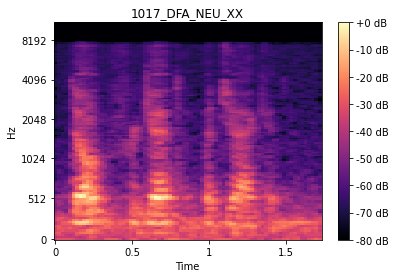 1017_DFA_NEU_XX
+0 dB
8192
-10 dB
4096
-20 dB
-30 dB
2048
Hz
-40 dB
1024
-50 dB
512
-60 dB
-70 dB
0
-80 dB
0
0.5
1
1.5
Time